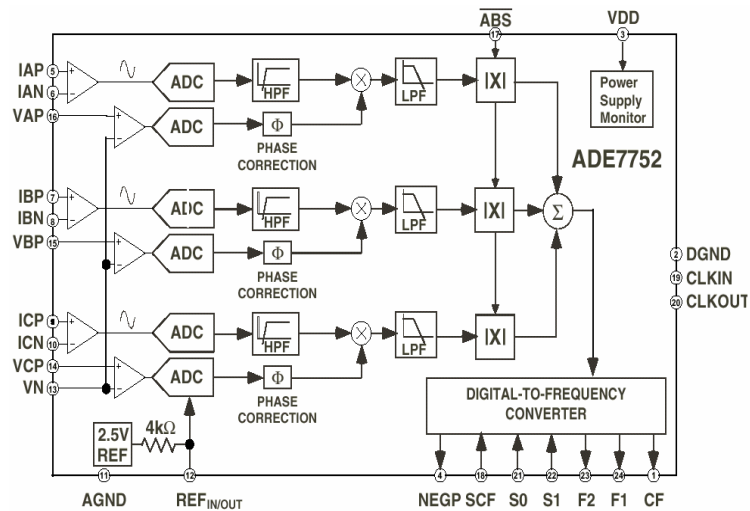 ABS
VDD
17
3
IAP 5 +
IAN 6 −
VAP 16
ADC
HPF
X
LPF
|X|
Power
Supply
Monitor
+
−
ADC
Φ
PHASE
CORRECTION
ADE7752
IBP 7 +
IBN 8 −
VBP 15
ADC
HPF
X
LPF
|X|
Σ
+
−
ADC
Φ
PHASE
CORRECTION
2 DGND
19 CLKIN
20 CLKOUT
ICP +
ICN 10 −
VCP 14
VN 13
ADC
HPF
X
LPF
|X|
+
−
ADC
Φ
PHASE
CORRECTION
DIGITAL-TO-FREQUENCY
CONVERTER
2.5V
REF
4kΩ
11
12
4
18
21
22
23
24
1
AGND
REFIN/OUT
NEGP SCF S0 S1 F2 F1 CF